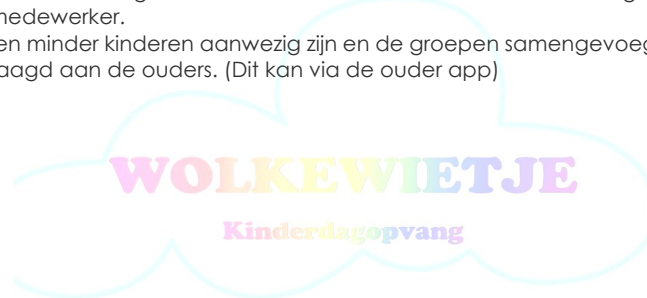 medewerker.
en minder kinderen aanwezig zijn en de groepen
aagd aan de ouders. (Dit kan via de ouder app)
WOLKEWIETJE
Kinderdagopvang